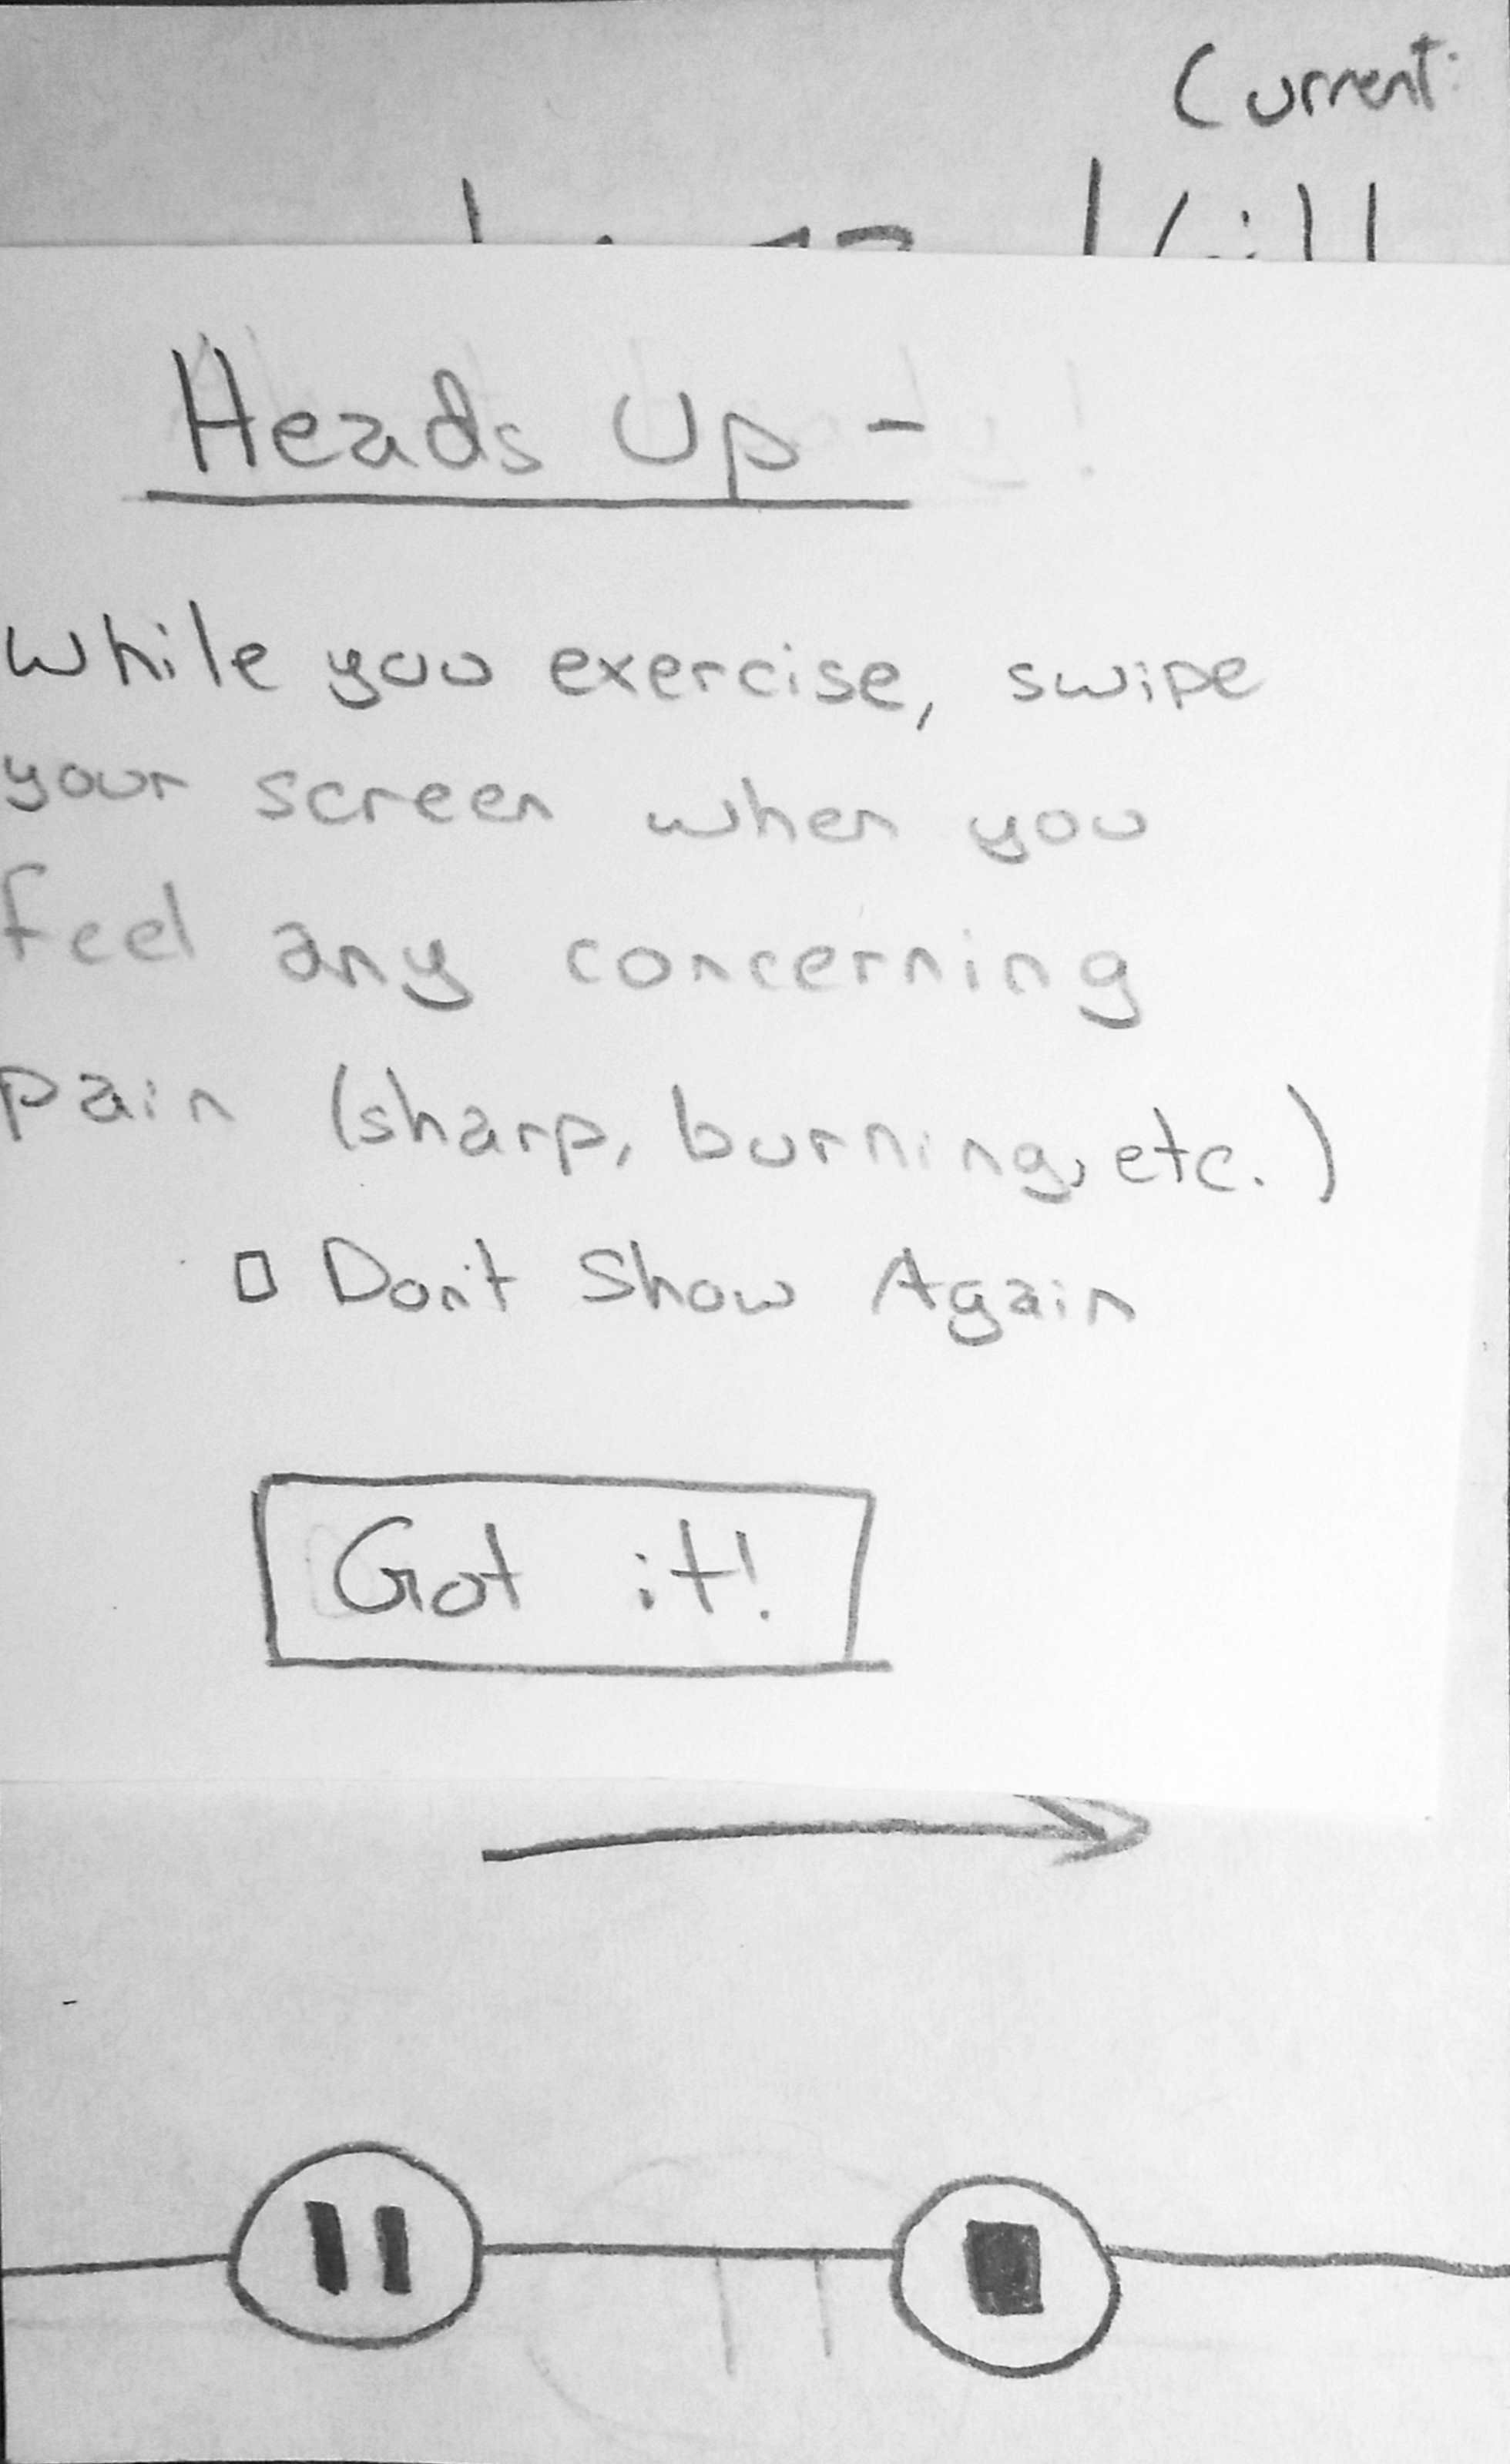 Current:
Heads Up -
While you exercise, swipe
your screen when you
feel any concerning
pain (sharp, burning, etc.)
Don't Show Again
Got it!